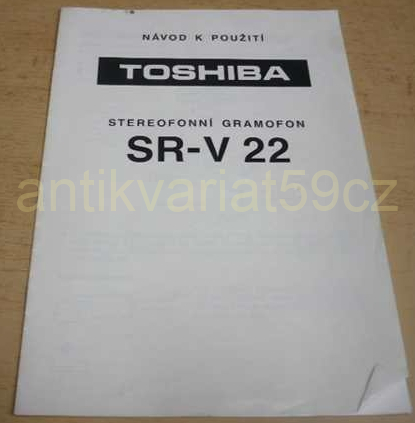 NÁVOD K POUŽITÍ
TOSHIBA
STEREOFONNÍ GRAMOFON
SR-V 22
antikvariat59cz